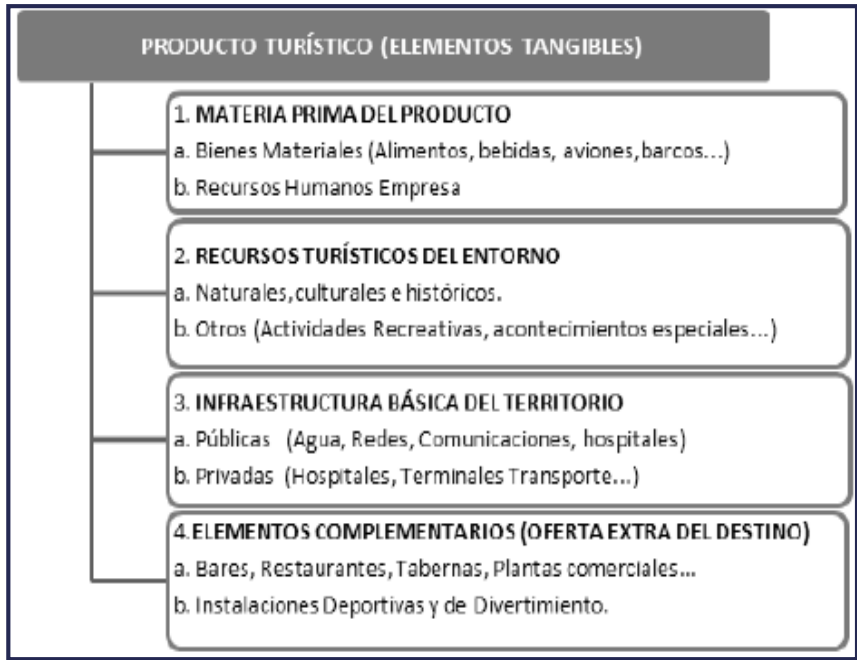 PRODUCTO TURÍSTICO (ELEMENTOS TANGIBLES)
1. MATERIA PRIMA DEL PRODUCTO
a. Bienes Materiales (Alimentos, bebidas, aviones, barcos...)
b. Recursos Humanos Empresa
2. RECURSOS TURÍSTICOS DEL ENTORNO
a. Naturales, culturales e históricos.
b. Otros (Actividades Recreativas, acontecimientos especiales...)
3. INFRAESTRUCTURA BÁSICA DEL TERRITORIO
a. Públicas (Agua, Redes, Comunicaciones, hospitales)
b. Privadas (Hospitales, Terminales Transporte...)
4. ELEMENTOS COMPLEMENTARIOS (OFERTA EXTRA DEL DESTINO)
a. Bares, Restaurantes, Tabernas, Plantas comerciales...
b. Instalaciones Deportivas y de Divertimiento.